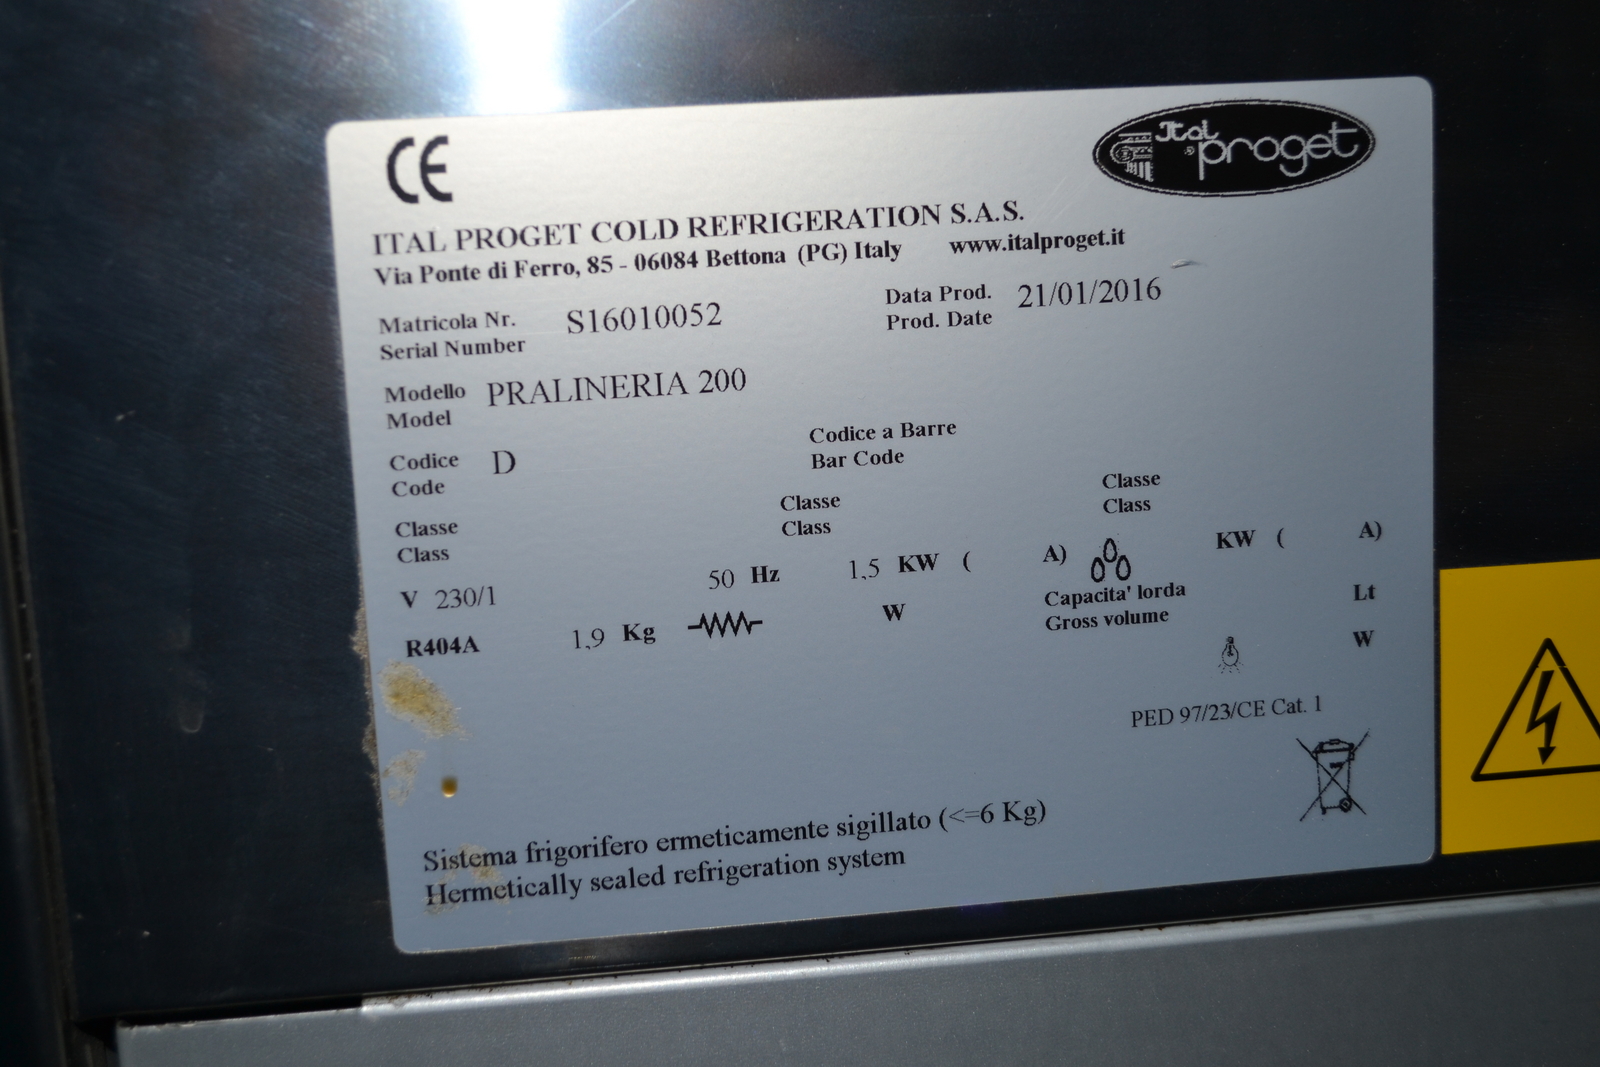 CE
Ital proget
ITAL PROGET COLD REFRIGERATION S.A.S.
Via Ponte di Ferro, 85 - 06084 Bettona (PG) Italy www.italproget.it
Matricola Nr.
Serial Number
S16010052
Data Prod.
Prod. Date
21/01/2016
Modello
Model
PRALINERIA 200
Codice
Code
D
Codice a Barre
Bar Code
Classe
Class
Classe
Class
Classe
Class
V 230/1 50 Hz 1,5 KW ( A) KW ( A)
R404A 1,9 Kg W
Capacita' lorda
Gross volume
Lt
W
PED 97/23/CE Cat. 1
Sistema frigorifero ermeticamente sigillato (<=6 Kg)
Hermetically sealed refrigeration system